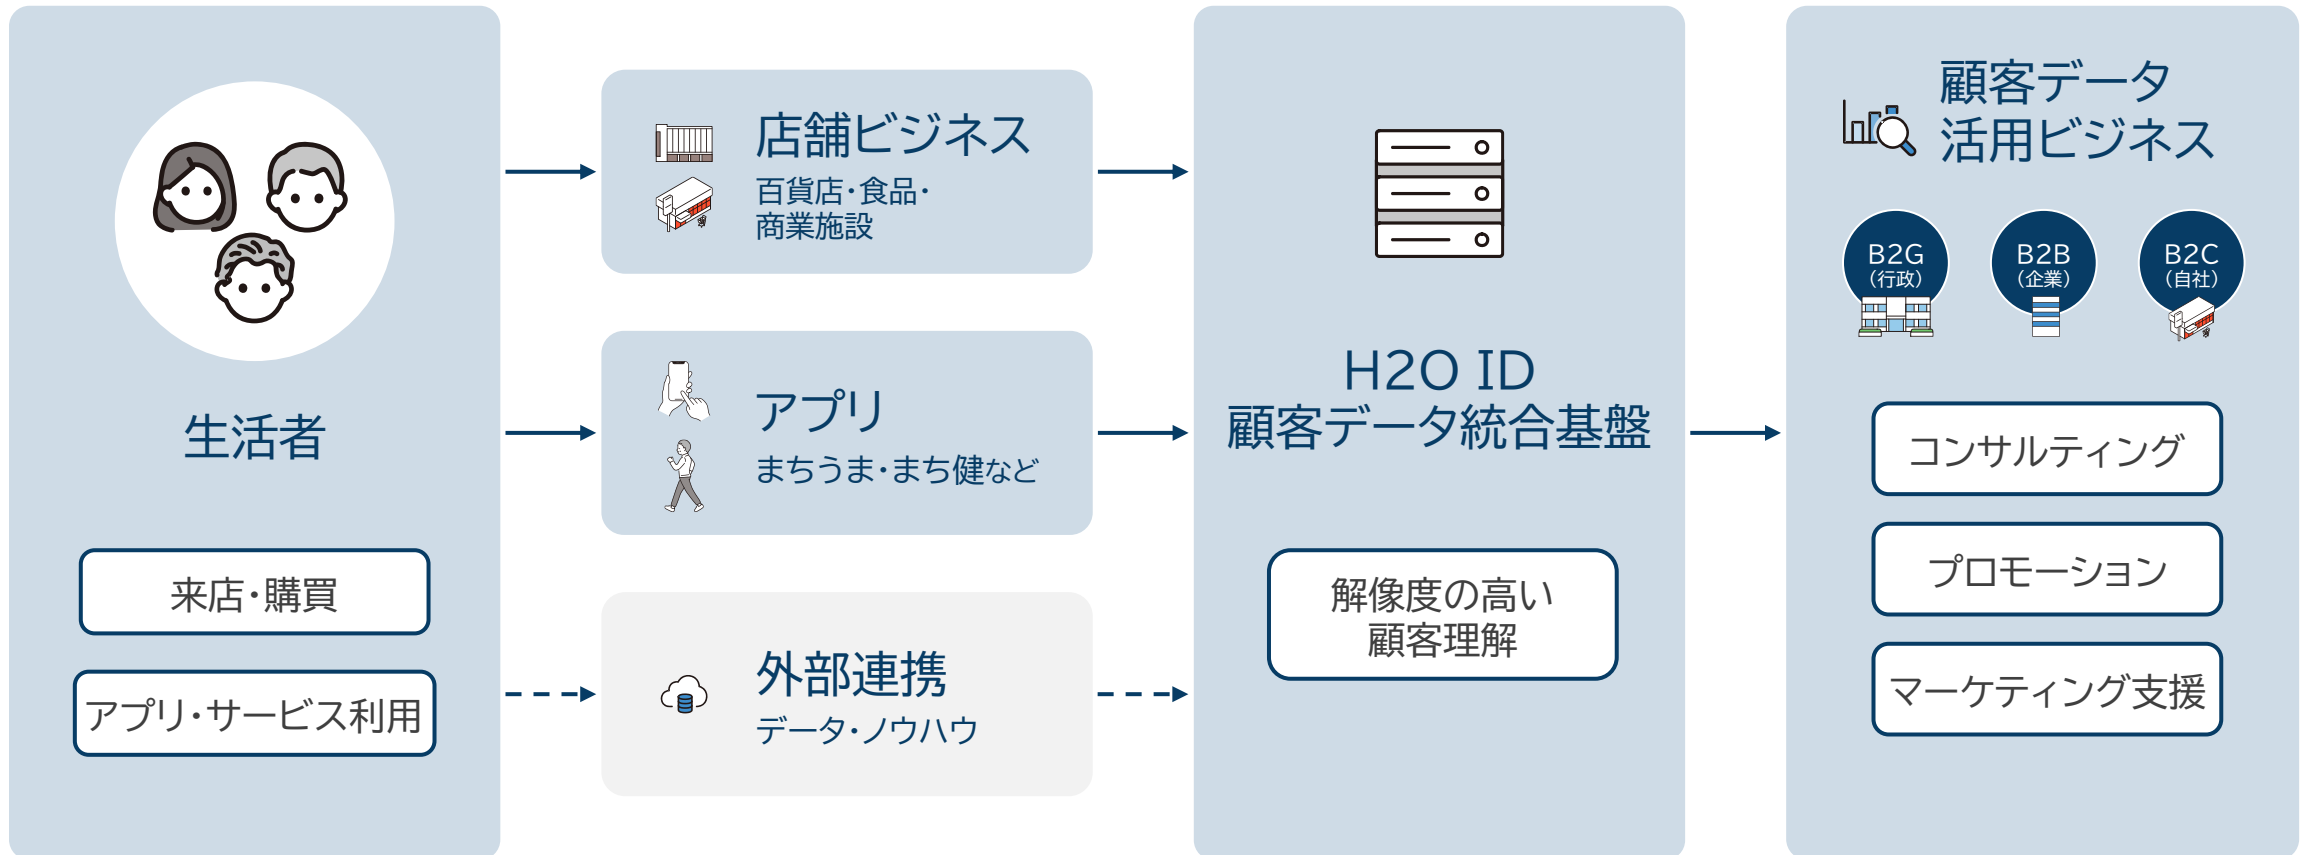 生活者
来店・購買
アプリ・サービス利用
店舗ビジネス
百貨店・食品・
商業施設
アプリ
まちうま・まち健など
外部連携
データ・ノウハウ
H2O ID
顧客データ統合基盤
解像度の高い
顧客理解
顧客データ
活用ビジネス
B2G
（行政）
B2B
（企業）
B2C
（自社）
コンサルティング
プロモーション
マーケティング支援